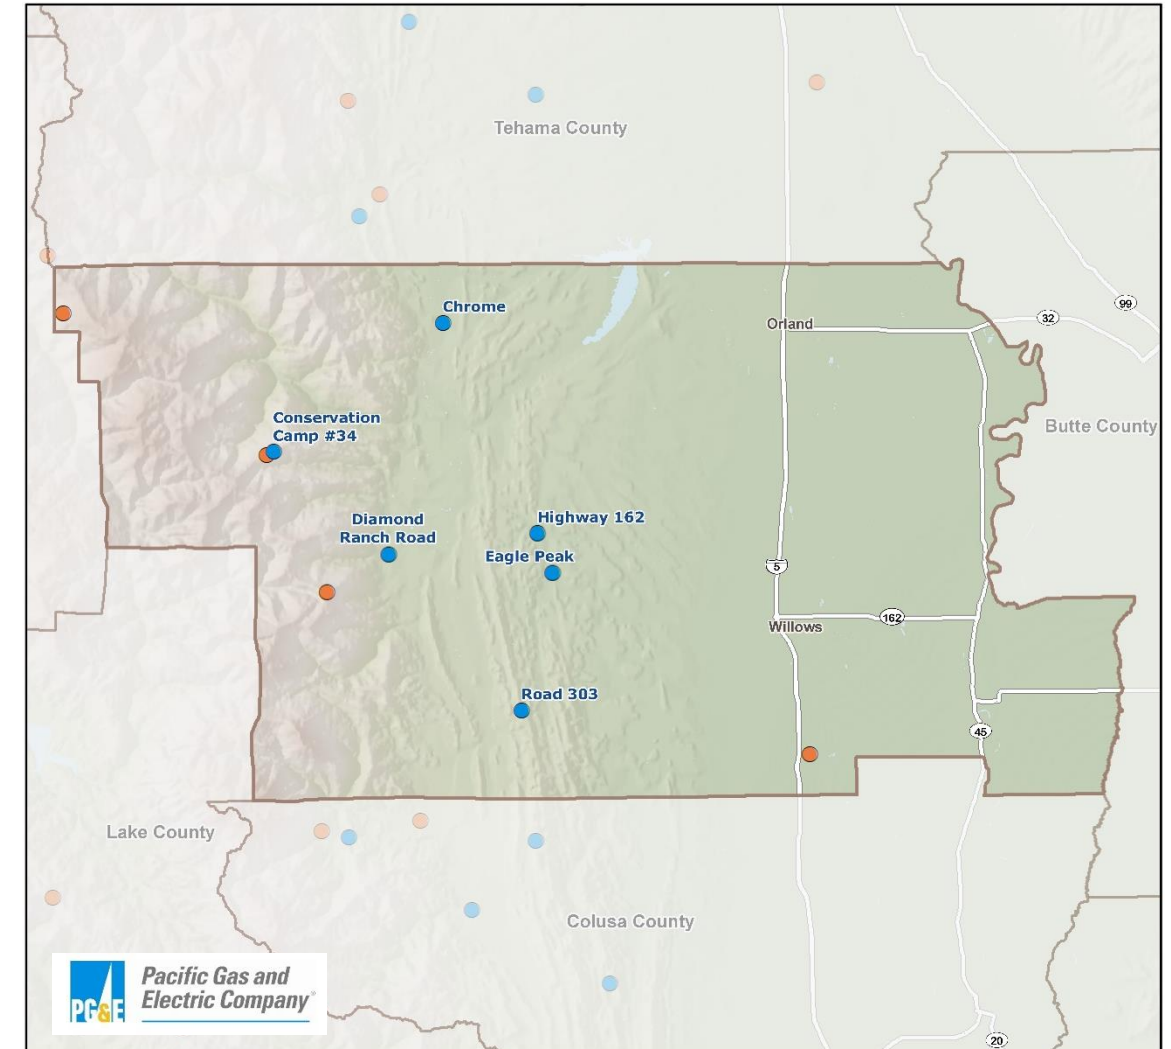 Tehama County
Chrome
99
32
Orland
Conservation
Camp #34
Butte County
Diamond
Ranch Road
Highway 162
Eagle Peak
5
162
Willows
Road 303
45
Lake County
Colusa County
Pacific Gas and
Electric Company
PG&E
20